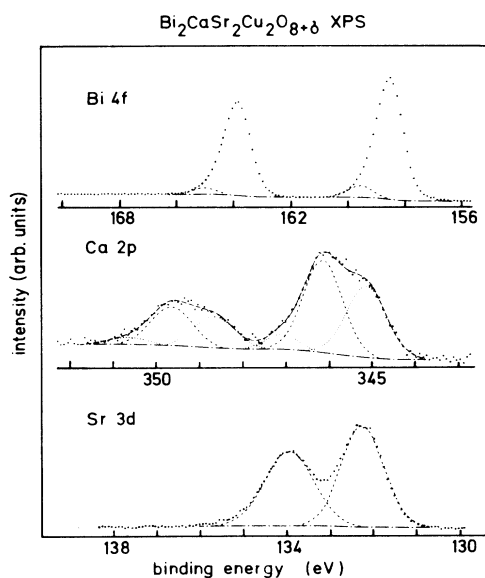 Bi₂CaSr₂Cu₂O₈₊δ XPS
Bi 4f
168 162 156
Ca 2p
350 345
Sr 3d
138 134 130
intensity (arb. units)
binding energy (eV)